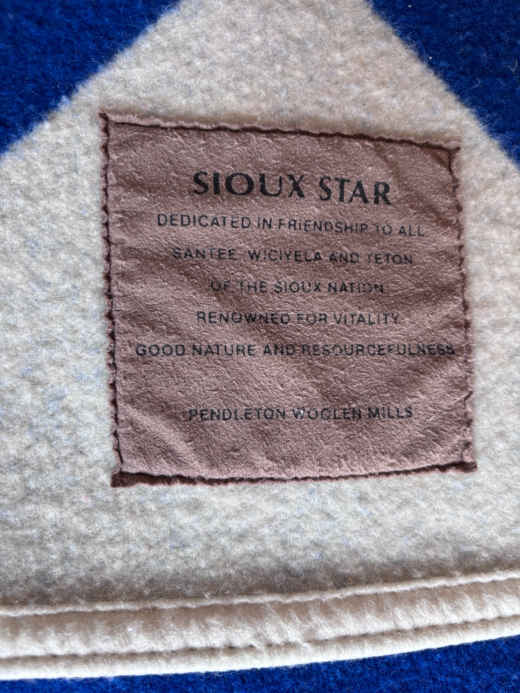 SIOUX STAR
DEDICATED IN FRIENDSHIP TO ALL
SANTEE, WICIYELA AND TETON
OF THE SIOUX NATION
RENOWNED FOR VITALITY
GOOD NATURE AND RESOURCEFULNESS
PENDLETON WOOLEN MILLS